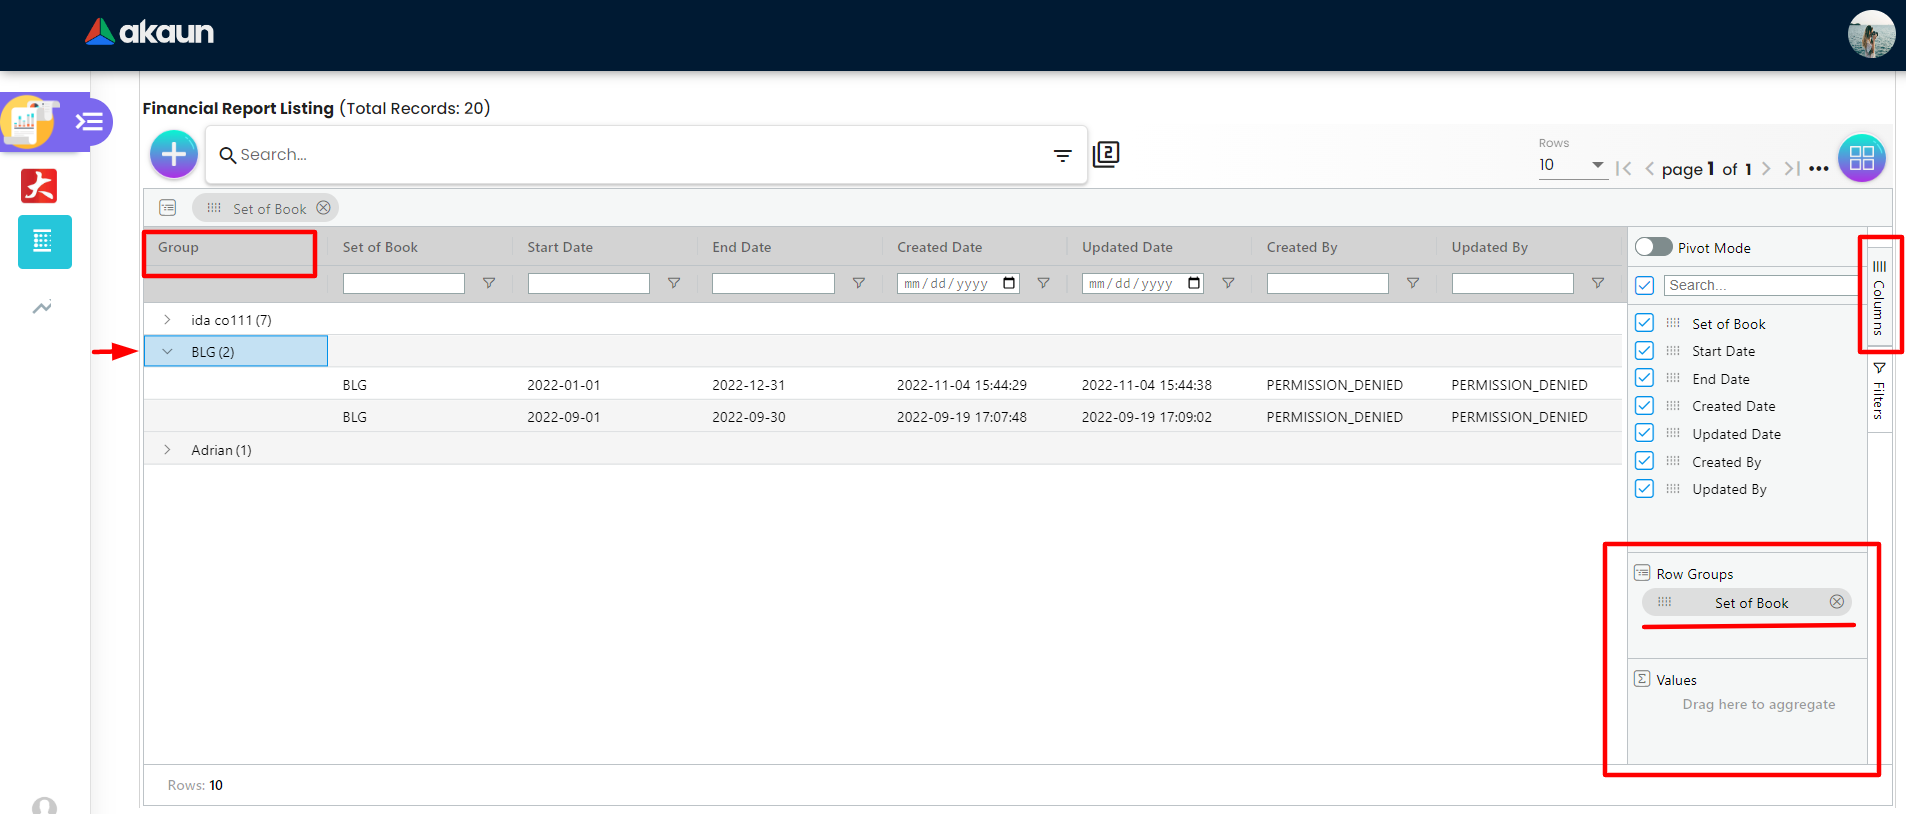 akaun
Financial Report Listing (Total Records: 20)
Search...
2
Rows
10
page 1 of 1
Set of Book
Group Set of Book Start Date End Date Created Date Updated Date Created By Updated By
mm/dd/yyyy mm/dd/yyyy
ida co111 (7)
BLG (2)
BLG 2022-01-01 2022-12-31 2022-11-04 15:44:29 2022-11-04 15:44:38 PERMISSION_DENIED PERMISSION_DENIED
BLG 2022-09-01 2022-09-30 2022-09-19 17:07:48 2022-09-19 17:09:02 PERMISSION_DENIED PERMISSION_DENIED
Adrian (1)
Pivot Mode
Search...
Set of Book
Start Date
End Date
Created Date
Updated Date
Created By
Updated By
Row Groups
Set of Book
Values
Drag here to aggregate
Columns
Filters
Rows: 10